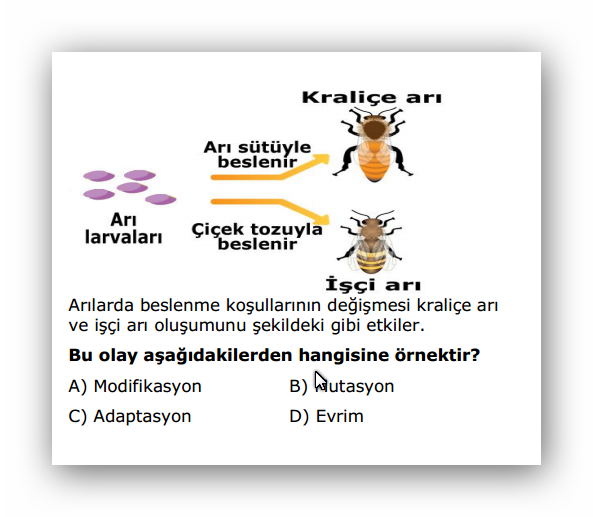 Kraliçe arı
Arı sütüyle
beslenir
Arı
larvaları
Çiçek tozuyla
beslenir
İşçi arı
Arılarda beslenme koşullarının değişmesi kraliçe arı
ve işçi arı oluşumunu şekildeki gibi etkiler.
Bu olay aşağıdakilerden hangisine örnektir?
A) Modifikasyon B) Mutasyon
C) Adaptasyon D) Evrim